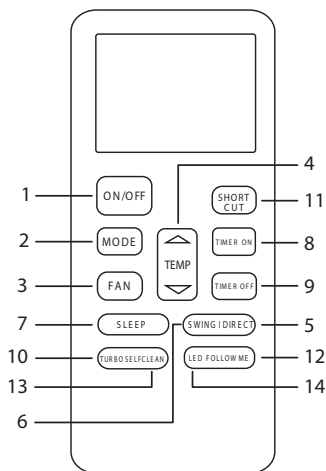 4
1
ON/OFF
SHORT
CUT
11
2
MODE
TEMP
TIMER ON
8
3
FAN
TIMER OFF
9
7
SLEEP
SWING | DIRECT
5
10
TURBO SELFCLEAN
LED FOLLOW ME
12
13
14
6